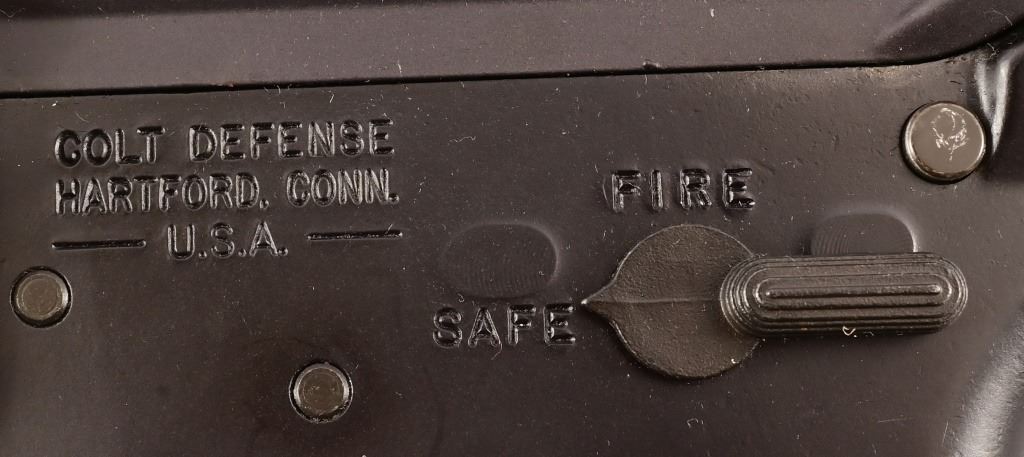 COLT DEFENSE
HARTFORD, CONN.
U.S.A.
FIRE
SAFE